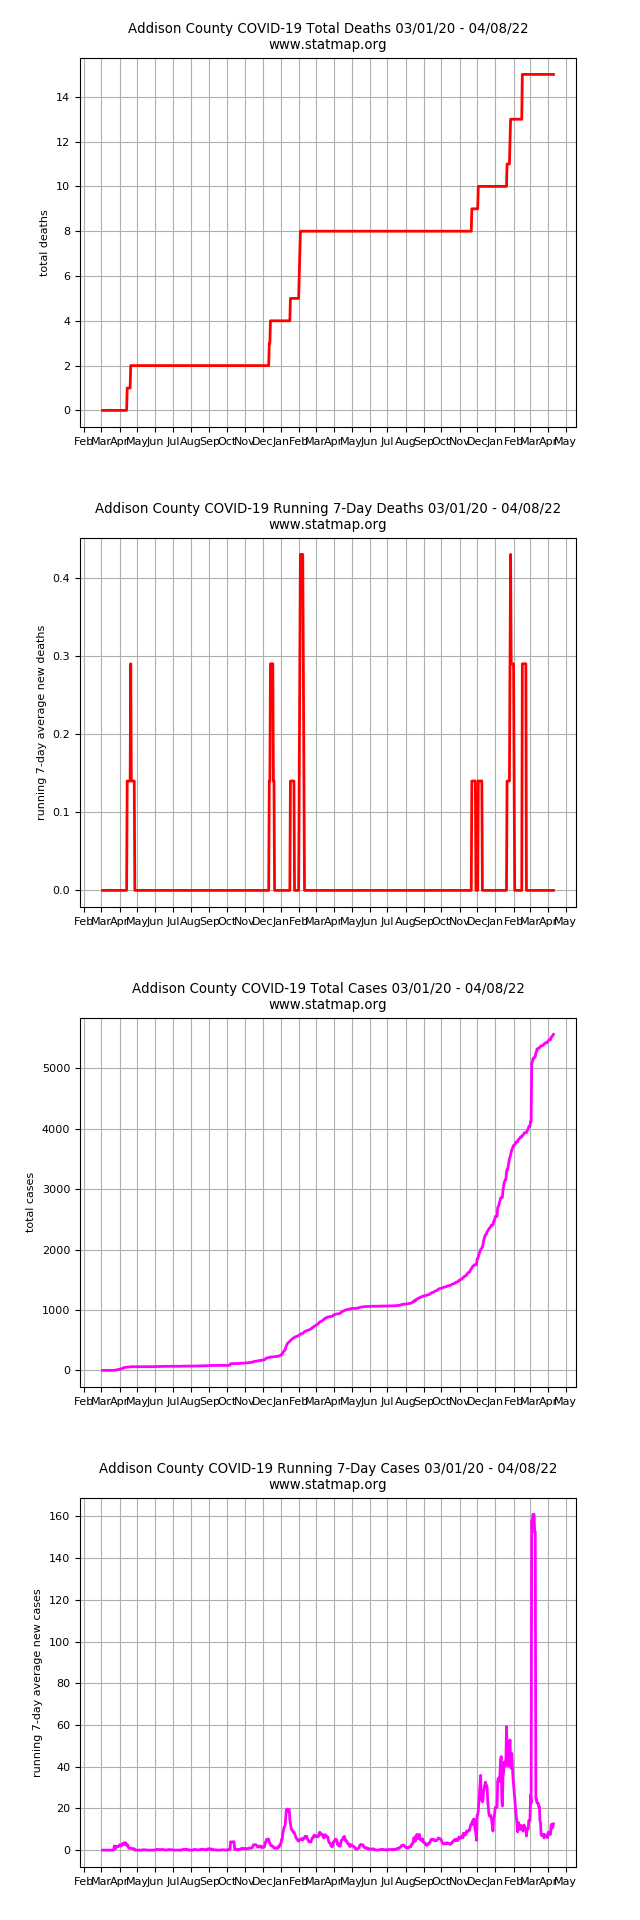 Addison County COVID-19 Total Deaths 03/01/20 - 04/08/22
www.statmap.org
14
12
10
8
6
4
2
0
total deaths
Feb Mar Apr May Jun Jul Aug Sep Oct Nov Dec Jan Feb Mar Apr May Jun Jul Aug Sep Oct Nov Dec Jan Feb Mar Apr May
Addison County COVID-19 Running 7-Day Deaths 03/01/20 - 04/08/22
www.statmap.org
0.4
0.3
0.2
0.1
0.0
running 7-day average new deaths
Feb Mar Apr May Jun Jul Aug Sep Oct Nov Dec Jan Feb Mar Apr May Jun Jul Aug Sep Oct Nov Dec Jan Feb Mar Apr May
Addison County COVID-19 Total Cases 03/01/20 - 04/08/22
www.statmap.org
5000
4000
3000
2000
1000
0
total cases
Feb Mar Apr May Jun Jul Aug Sep Oct Nov Dec Jan Feb Mar Apr May Jun Jul Aug Sep Oct Nov Dec Jan Feb Mar Apr May
Addison County COVID-19 Running 7-Day Cases 03/01/20 - 04/08/22
www.statmap.org
160
140
120
100
80
60
40
20
0
running 7-day average new cases
Feb Mar Apr May Jun Jul Aug Sep Oct Nov Dec Jan Feb Mar Apr May Jun Jul Aug Sep Oct Nov Dec Jan Feb Mar Apr May